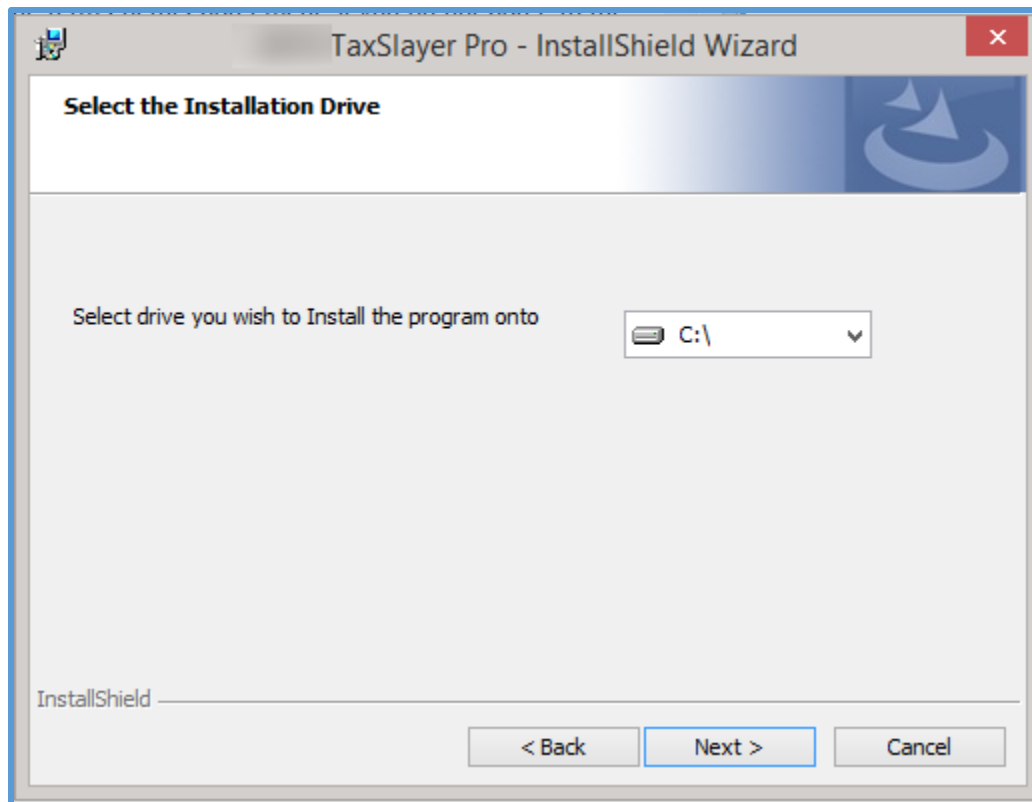 TaxSlayer Pro - InstallShield Wizard
Select the Installation Drive
Select drive you wish to Install the program onto
C:\
InstallShield
< Back
Next >
Cancel